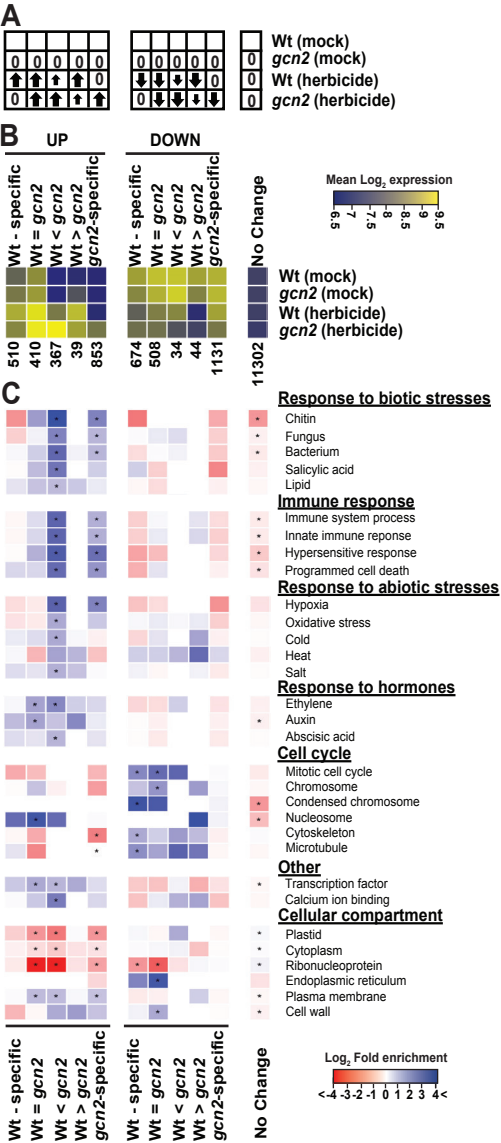 A
Wt (mock)
0 0 0 0 0 0 0 0 0 0 0 gcn2 (mock)
0 0 0 Wt (herbicide)
0 0 0 gcn2 (herbicide)
B
UP DOWN
Wt - specific
Wt = gcn2
Wt < gcn2
Wt > gcn2
gcn2-specific
Wt - specific
Wt = gcn2
Wt < gcn2
Wt > gcn2
gcn2-specific
No Change
Mean Log2 expression
6.5 7 7.5 8 8.5 9 9.5
Wt (mock)
gcn2 (mock)
Wt (herbicide)
gcn2 (herbicide)
510 410 367 39 853 674 508 34 44 1131 11302
C
Response to biotic stresses
Chitin
Fungus
Bacterium
Salicylic acid
Lipid
Immune response
Immune system process
Innate immune reponse
Hypersensitive response
Programmed cell death
Response to abiotic stresses
Hypoxia
Oxidative stress
Cold
Heat
Salt
Response to hormones
Ethylene
Auxin
Abscisic acid
Cell cycle
Mitotic cell cycle
Chromosome
Condensed chromosome
Nucleosome
Cytoskeleton
Microtubule
Other
Transcription factor
Calcium ion binding
Cellular compartment
Plastid
Cytoplasm
Ribonucleoprotein
Endoplasmic reticulum
Plasma membrane
Cell wall
Wt - specific
Wt = gcn2
Wt < gcn2
Wt > gcn2
gcn2-specific
Wt - specific
Wt = gcn2
Wt < gcn2
Wt > gcn2
gcn2-specific
No Change
Log2 Fold enrichment
<-4 -3 -2 -1 0 1 2 3 4<